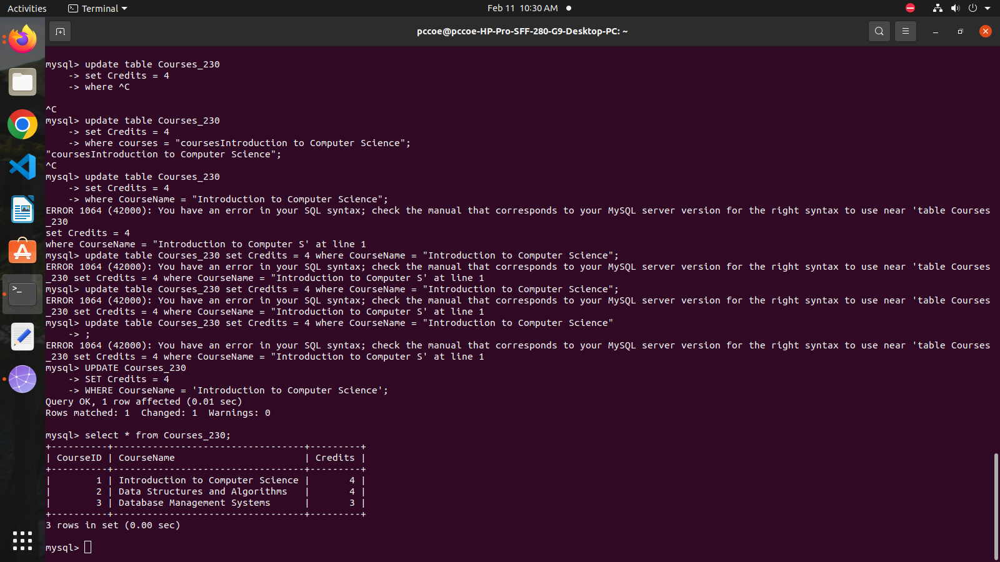 Activities Terminal Feb 11 10:30 AM
pccoe@pccoe-HP-Pro-SFF-280-G9-Desktop-PC: ~
mysql> update table Courses_230
    -> set Credits = 4
    -> where ^C
^C
mysql> update table Courses_230
    -> set Credits = 4
    -> where courses = "coursesIntroduction to Computer Science";
"coursesIntroduction to Computer Science";
^C
mysql> update table Courses_230
    -> set Credits = 4
    -> where CourseName = "Introduction to Computer Science";
ERROR 1064 (42000): You have an error in your SQL syntax; check the manual that corresponds to your MySQL server version for the right syntax to use near 'table Courses
_230
set Credits = 4
where CourseName = "Introduction to Computer S' at line 1
mysql> update table Courses_230 set Credits = 4 where CourseName = "Introduction to Computer Science";
ERROR 1064 (42000): You have an error in your SQL syntax; check the manual that corresponds to your MySQL server version for the right syntax to use near 'table Courses
_230 set Credits = 4 where CourseName = "Introduction to Computer S' at line 1
mysql> update table Courses_230 set Credits = 4 where CourseName = "Introduction to Computer Science";
ERROR 1064 (42000): You have an error in your SQL syntax; check the manual that corresponds to your MySQL server version for the right syntax to use near 'table Courses
_230 set Credits = 4 where CourseName = "Introduction to Computer S' at line 1
mysql> update table Courses_230 set Credits = 4 where CourseName = "Introduction to Computer Science"
    -> ;
ERROR 1064 (42000): You have an error in your SQL syntax; check the manual that corresponds to your MySQL server version for the right syntax to use near 'table Courses
_230 set Credits = 4 where CourseName = "Introduction to Computer S' at line 1
mysql> UPDATE Courses_230
    -> SET Credits = 4
    -> WHERE CourseName = 'Introduction to Computer Science';
Query OK, 1 row affected (0.01 sec)
Rows matched: 1  Changed: 1  Warnings: 0
mysql> select * from Courses_230;
+----------+----------------------------------+---------+
| CourseID | CourseName                       | Credits |
+----------+----------------------------------+---------+
|        1 | Introduction to Computer Science |       4 |
|        2 | Data Structures and Algorithms   |       4 |
|        3 | Database Management Systems      |       3 |
+----------+----------------------------------+---------+
3 rows in set (0.00 sec)
mysql>